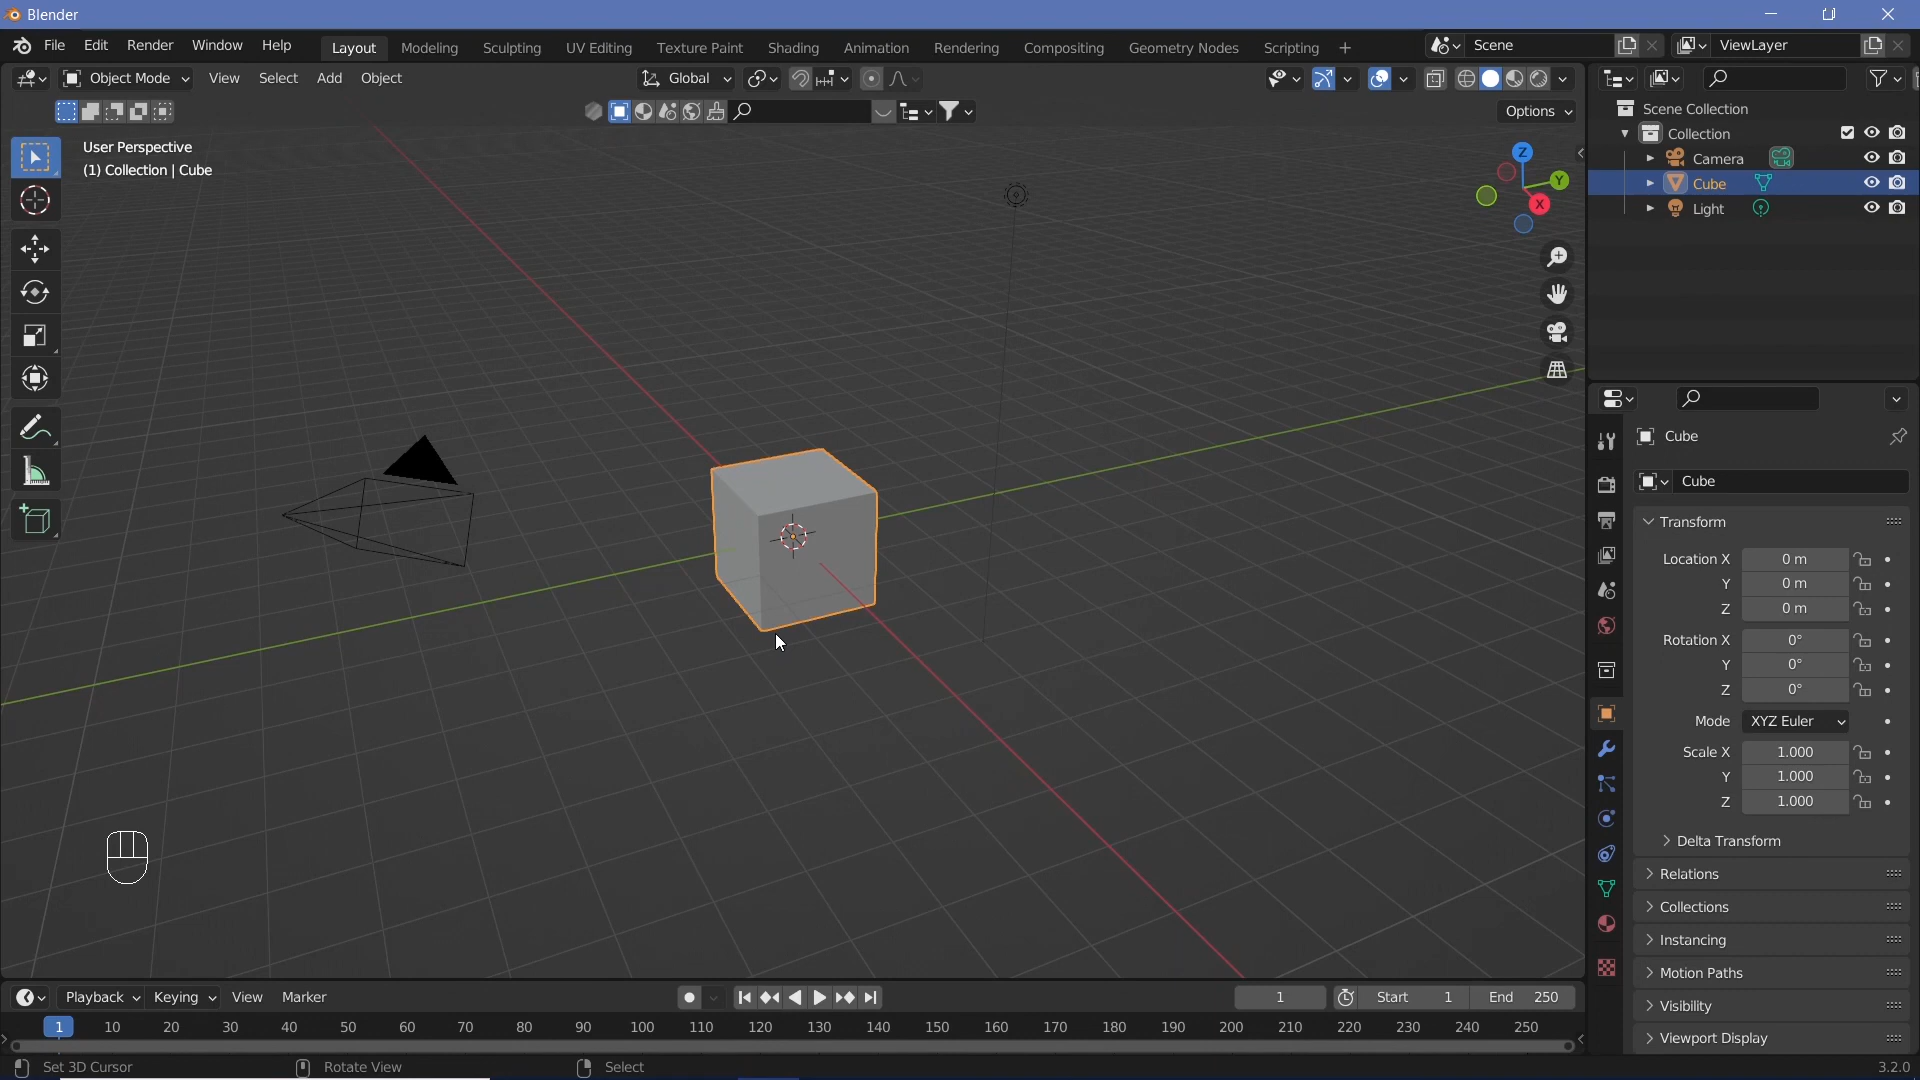 Blender
File Edit Render Window Help Layout Modeling Sculpting UV Editing Texture Paint Shading Animation Rendering Compositing Geometry Nodes Scripting + Scene ViewLayer
Object Mode View Select Add Object Global
Options
User Perspective
(1) Collection | Cube
Z
Y
X
Scene Collection
Collection
Camera
Cube
Light
Cube
Cube
Transform
Location X 0 m
Y 0 m
Z 0 m
Rotation X 0°
Y 0°
Z 0°
Mode XYZ Euler
Scale X 1.000
Y 1.000
Z 1.000
Delta Transform
Relations
Collections
Instancing
Motion Paths
Visibility
Viewport Display
Playback Keying View Marker 1 Start 1 End 250
1 10 20 30 40 50 60 70 80 90 100 110 120 130 140 150 160 170 180 190 200 210 220 230 240 250
Set 3D Cursor Rotate View Select 3.2.0